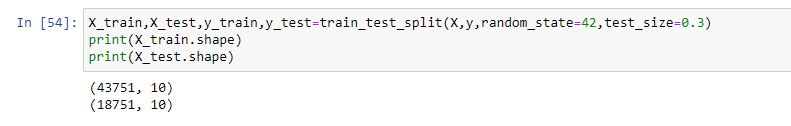 In [54]: X_train,X_test,y_train,y_test=train_test_split(X,y,random_state=42,test_size=0.3)
print(X_train.shape)
print(X_test.shape)
(43751, 10)
(18751, 10)